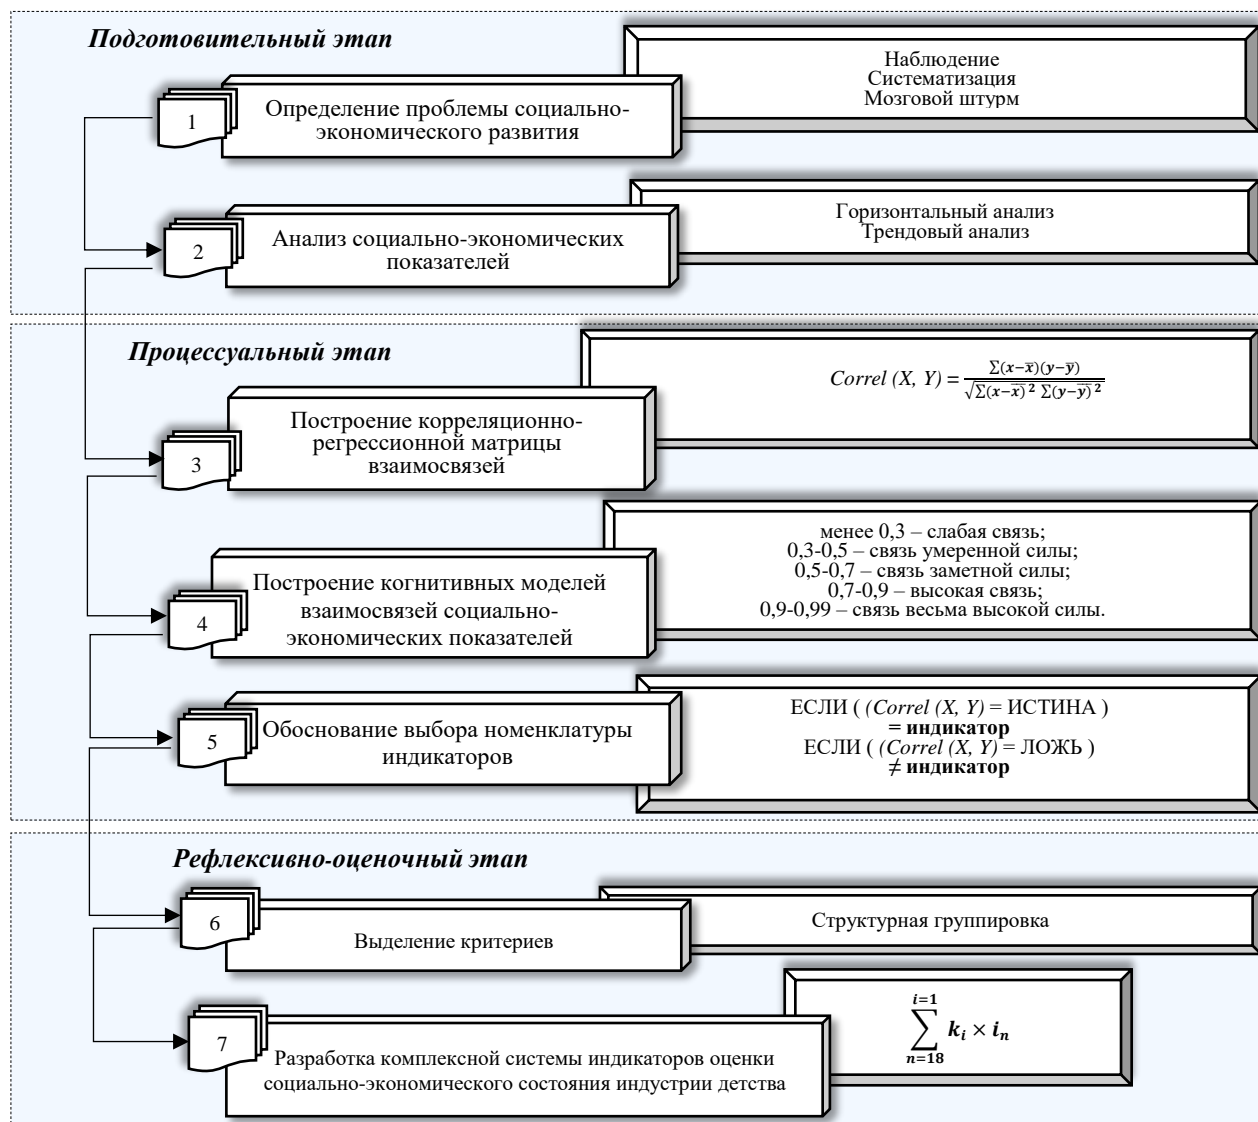 Подготовительный этап
Наблюдение
Систематизация
Мозговой штурм
1
Определение проблемы социально-
экономического развития
Горизонтальный анализ
Трендовый анализ
2
Анализ социально-экономических
показателей
Процессуальный этап
Correl (X, Y) = ∑(x−x̅)(y−y̅) / √∑(x−x̅)² ∑(y−y̅)²
3
Построение корреляционно-
регрессионной матрицы
взаимосвязей
менее 0,3 – слабая связь;
0,3-0,5 – связь умеренной силы;
0,5-0,7 – связь заметной силы;
0,7-0,9 – высокая связь;
0,9-0,99 – связь весьма высокой силы.
4
Построение когнитивных моделей
взаимосвязей социально-
экономических показателей
5
Обоснование выбора номенклатуры
индикаторов
ЕСЛИ ( (Correl (X, Y) = ИСТИНА )
= индикатор
ЕСЛИ ( (Correl (X, Y) = ЛОЖЬ )
≠ индикатор
Рефлексивно-оценочный этап
6
Выделение критериев
Структурная группировка
7
Разработка комплексной системы индикаторов оценки
социально-экономического состояния индустрии детства
i=1
∑ kᵢ × iₙ
n=18